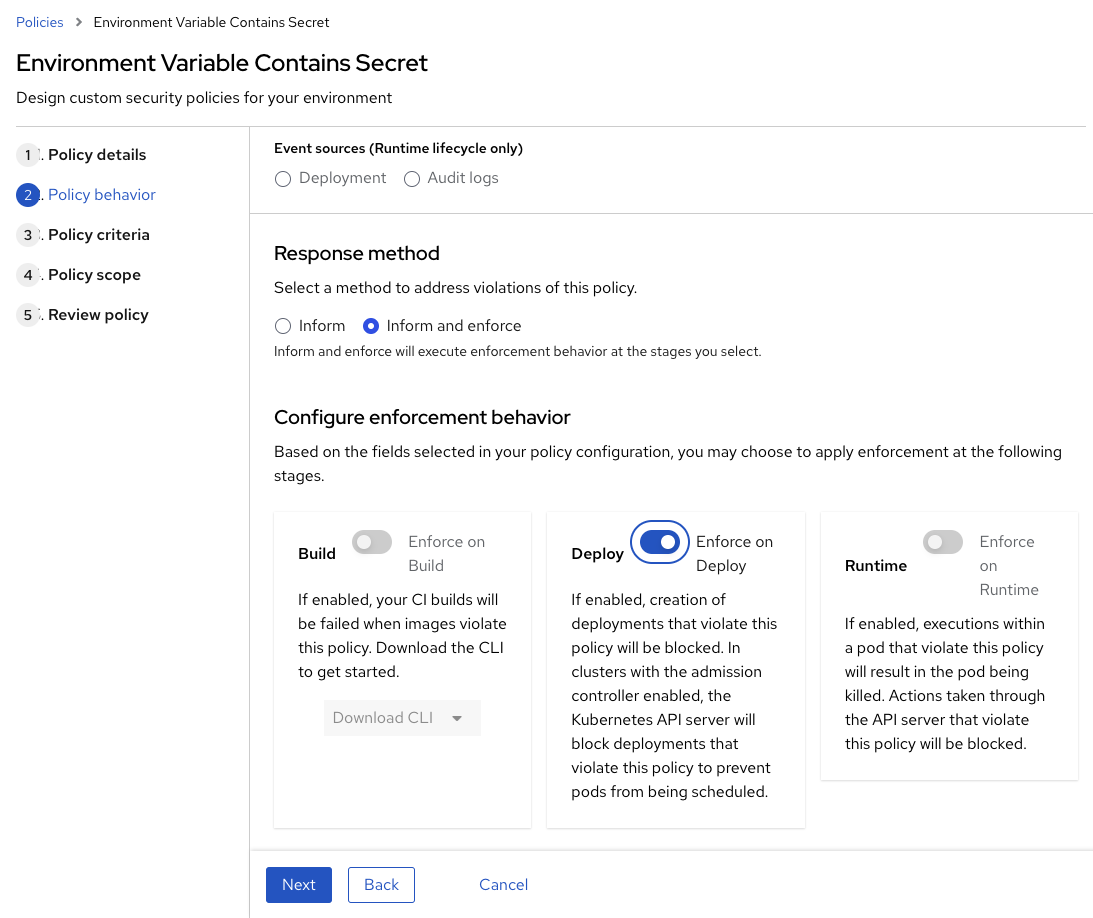 Policies > Environment Variable Contains Secret
Environment Variable Contains Secret
Design custom security policies for your environment
1. Policy details
2. Policy behavior
3. Policy criteria
4. Policy scope
5. Review policy
Event sources (Runtime lifecycle only)
Deployment Audit logs
Response method
Select a method to address violations of this policy.
Inform Inform and enforce
Inform and enforce will execute enforcement behavior at the stages you select.
Configure enforcement behavior
Based on the fields selected in your policy configuration, you may choose to apply enforcement at the following
stages.
Build
Enforce on
Build
If enabled, your CI builds will
be failed when images violate
this policy. Download the CLI
to get started.
Download CLI
Deploy
Enforce on
Deploy
If enabled, creation of
deployments that violate this
policy will be blocked. In
clusters with the admission
controller enabled, the
Kubernetes API server will
block deployments that
violate this policy to prevent
pods from being scheduled.
Runtime
Enforce
on
Runtime
If enabled, executions within
a pod that violate this policy
will result in the pod being
killed. Actions taken through
the API server that violate
this policy will be blocked.
Next Back Cancel